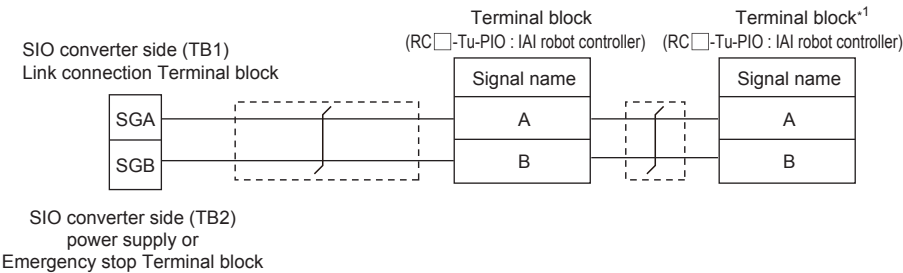 SIO converter side (TB1)
Link connection Terminal block
Terminal block
(RC□-Tu-PIO : IAI robot controller)
Terminal block*1
(RC□-Tu-PIO : IAI robot controller)
SGA
SGB
Signal name
A
B
Signal name
A
B
SIO converter side (TB2)
power supply or
Emergency stop Terminal block